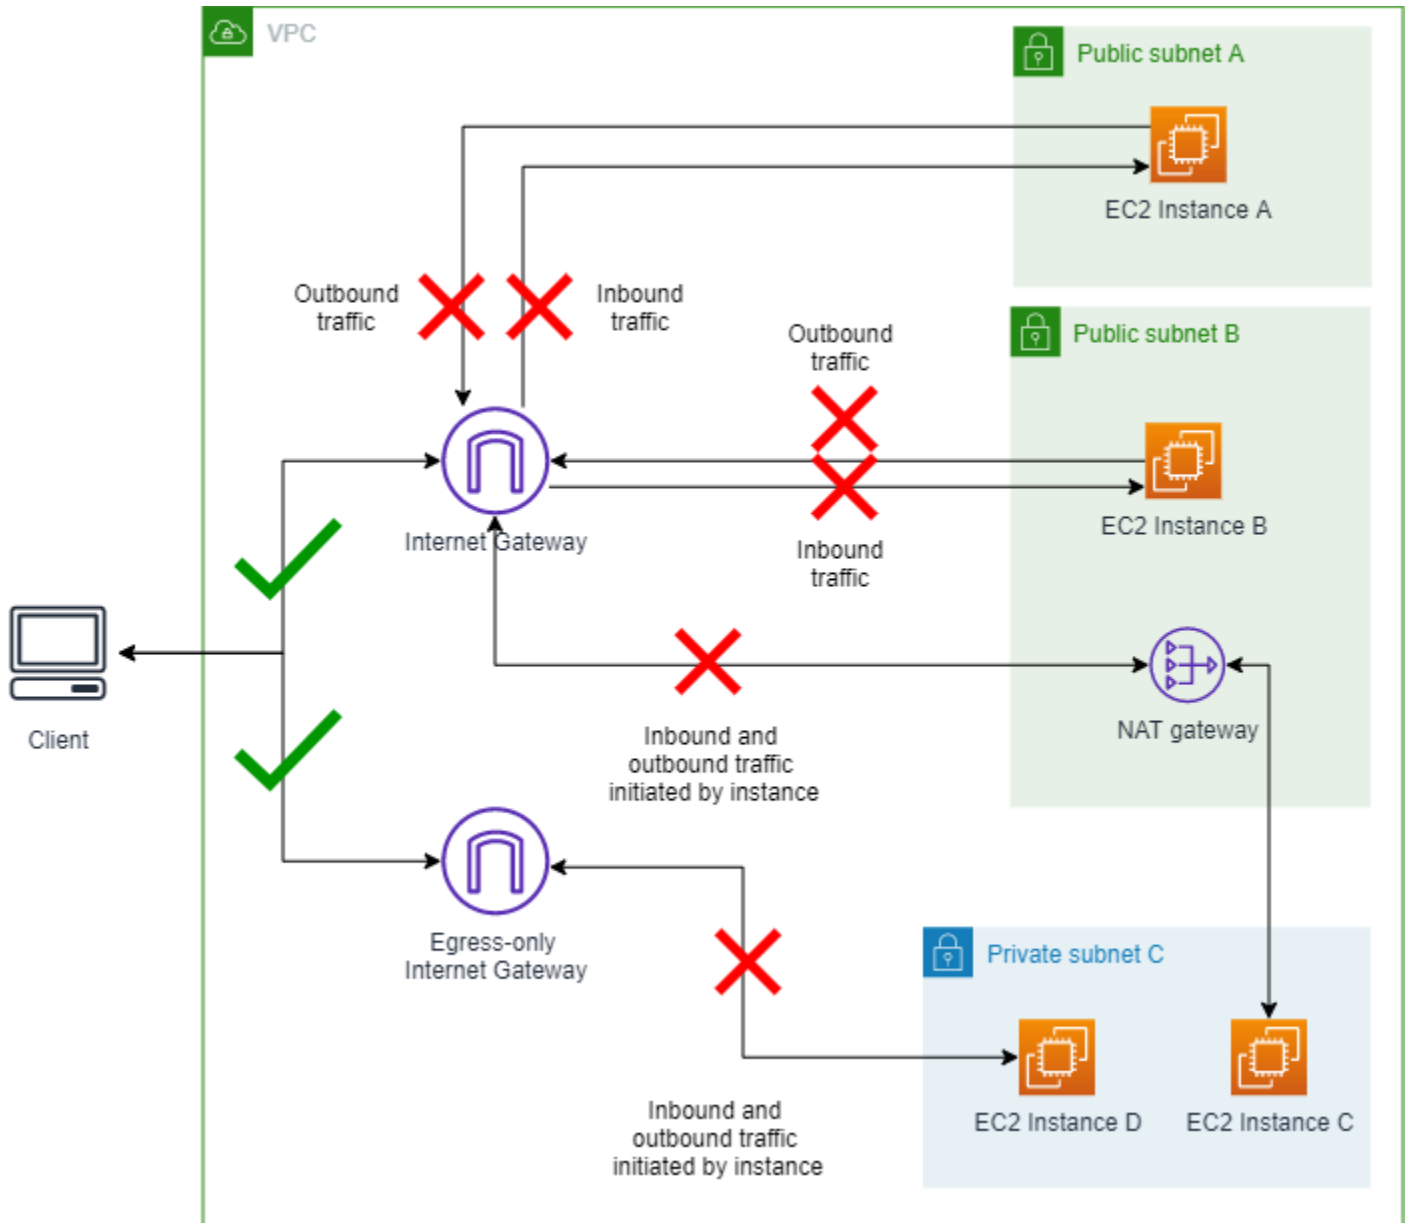 VPC
Public subnet A
EC2 Instance A
Outbound
traffic
Inbound
traffic
Public subnet B
Outbound
traffic
EC2 Instance B
Internet Gateway
Inbound
traffic
Client
NAT gateway
Inbound and
outbound traffic
initiated by instance
Egress-only
Internet Gateway
Private subnet C
EC2 Instance D
EC2 Instance C
Inbound and
outbound traffic
initiated by instance